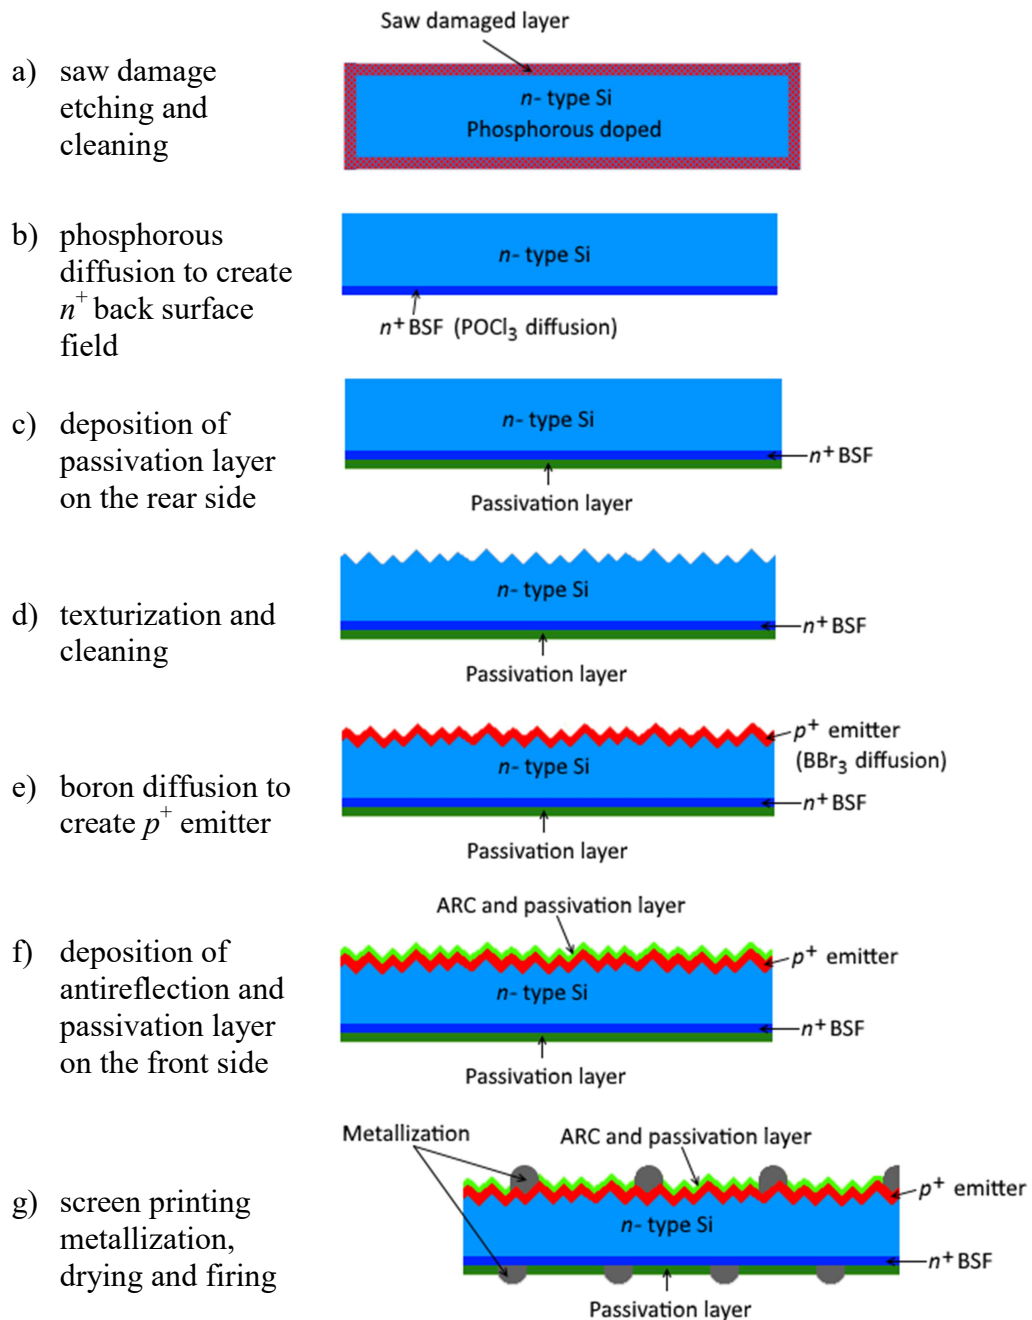 Saw damaged layer
a) saw damage
etching and
cleaning
n- type Si
Phosphorous doped
b) phosphorous
diffusion to create
n+ back surface
field
n- type Si
n+ BSF (POCl3 diffusion)
c) deposition of
passivation layer
on the rear side
n- type Si
n+ BSF
Passivation layer
d) texturization and
cleaning
n- type Si
n+ BSF
Passivation layer
e) boron diffusion to
create p+ emitter
p+ emitter
(BBr3 diffusion)
n- type Si
n+ BSF
Passivation layer
f) deposition of
antireflection and
passivation layer
on the front side
ARC and passivation layer
p+ emitter
n- type Si
n+ BSF
Passivation layer
g) screen printing
metallization,
drying and firing
Metallization
ARC and passivation layer
p+ emitter
n- type Si
n+ BSF
Passivation layer